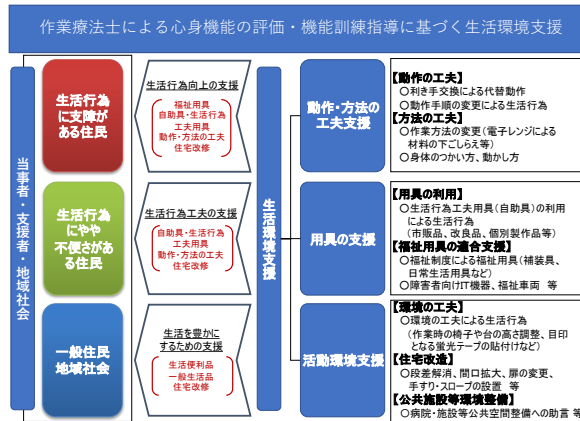 作業療法士による心身機能の評価・機能訓練指導に基づく生活環境支援
当事者・支援者・地域社会
生活行為
に支障が
ある住民
生活行為向上の支援
福祉用具
自助具・生活行為
工夫用具
動作・方法の工夫
住宅改修
生活行為
にやや
不便さがあ
る住民
生活行為工夫の支援
自助具・生活行為
工夫用具
動作・方法の工夫
住宅改修
一般住民
地域社会
生活を豊かに
するための支援
生活便利品
一般生活品
住宅改修
生活環境支援
動作・方法の
工夫支援
【動作の工夫】
○利き手交換による代替動作
○動作手順の変更による生活行為
【方法の工夫】
○作業方法の変更(電子レンジによる
材料の下ごしらえ等)
○身体のつかい方、動かし方
用具の支援
【用具の利用】
○生活行為工夫用具(自助具)の利用
による生活行為
(市販品、改良品、個別製作品等)
【福祉用具の適合支援】
○福祉制度による福祉用具(補装具、
日常生活用具など)
○障害者向けIT機器、福祉車両 等
活動環境支援
【環境の工夫】
○環境の工夫による生活行為
(作業時の椅子や台の高さ調整、目印
となる蛍光テープの貼付けなど)
【住宅改造】
○段差解消、間口拡大、扉の変更、
手すり・スロープの設置 等
【公共施設等環境整備】
○病院・施設等公共空間整備への助言 等